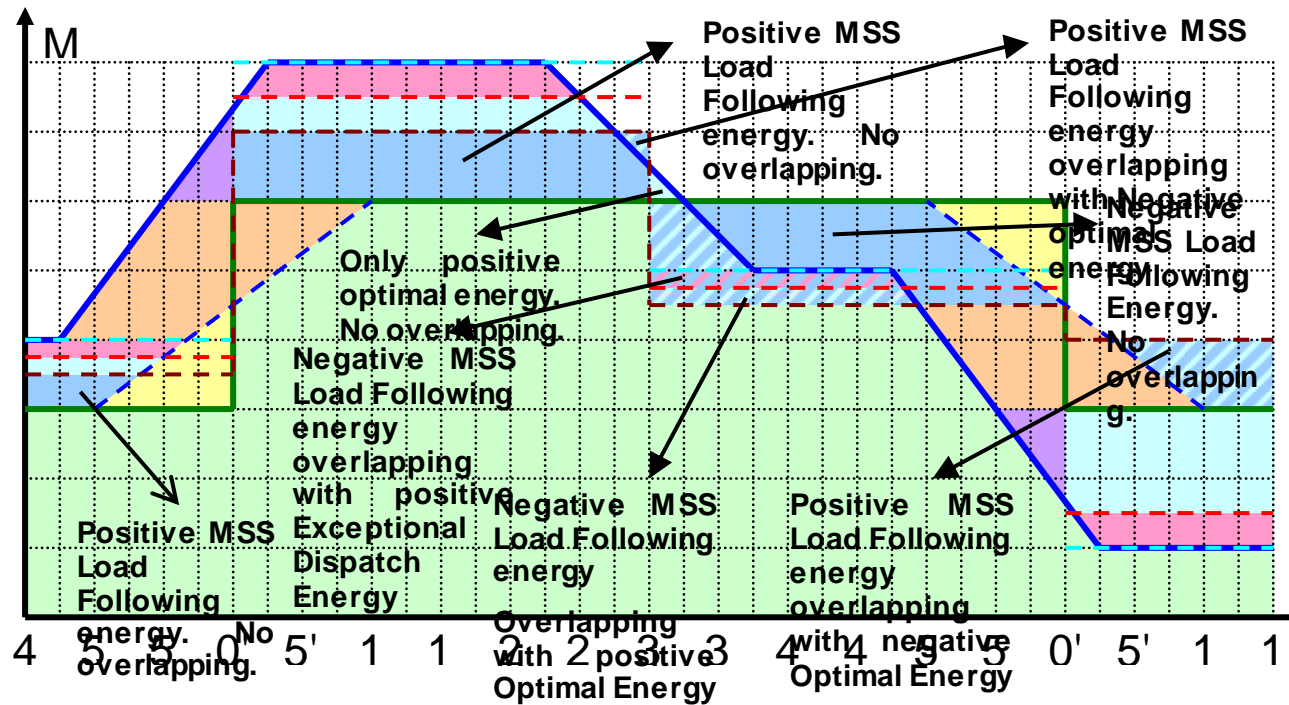 M
Positive MSS
Load
Following
energy. No
overlapping.
Positive MSS
Load
Following
energy
overlapping
with Negative
optimal
energy
Negative
MSS Load
Following
Energy.
No
overlappin
g.
Only positive
optimal energy.
No overlapping.
Negative MSS
Load Following
energy
overlapping
with positive
Exceptional
Dispatch
Energy
Positive MSS
Load
Following
energy. No
overlapping.
Negative MSS
Load Following
energy
Overlapping
with positive
Optimal Energy
Positive MSS
Load Following
energy
overlapping
with negative
Optimal Energy
4 5 5 0' 5' 1 1 2 2 3 3 4 4 5 5 0' 5' 1 1